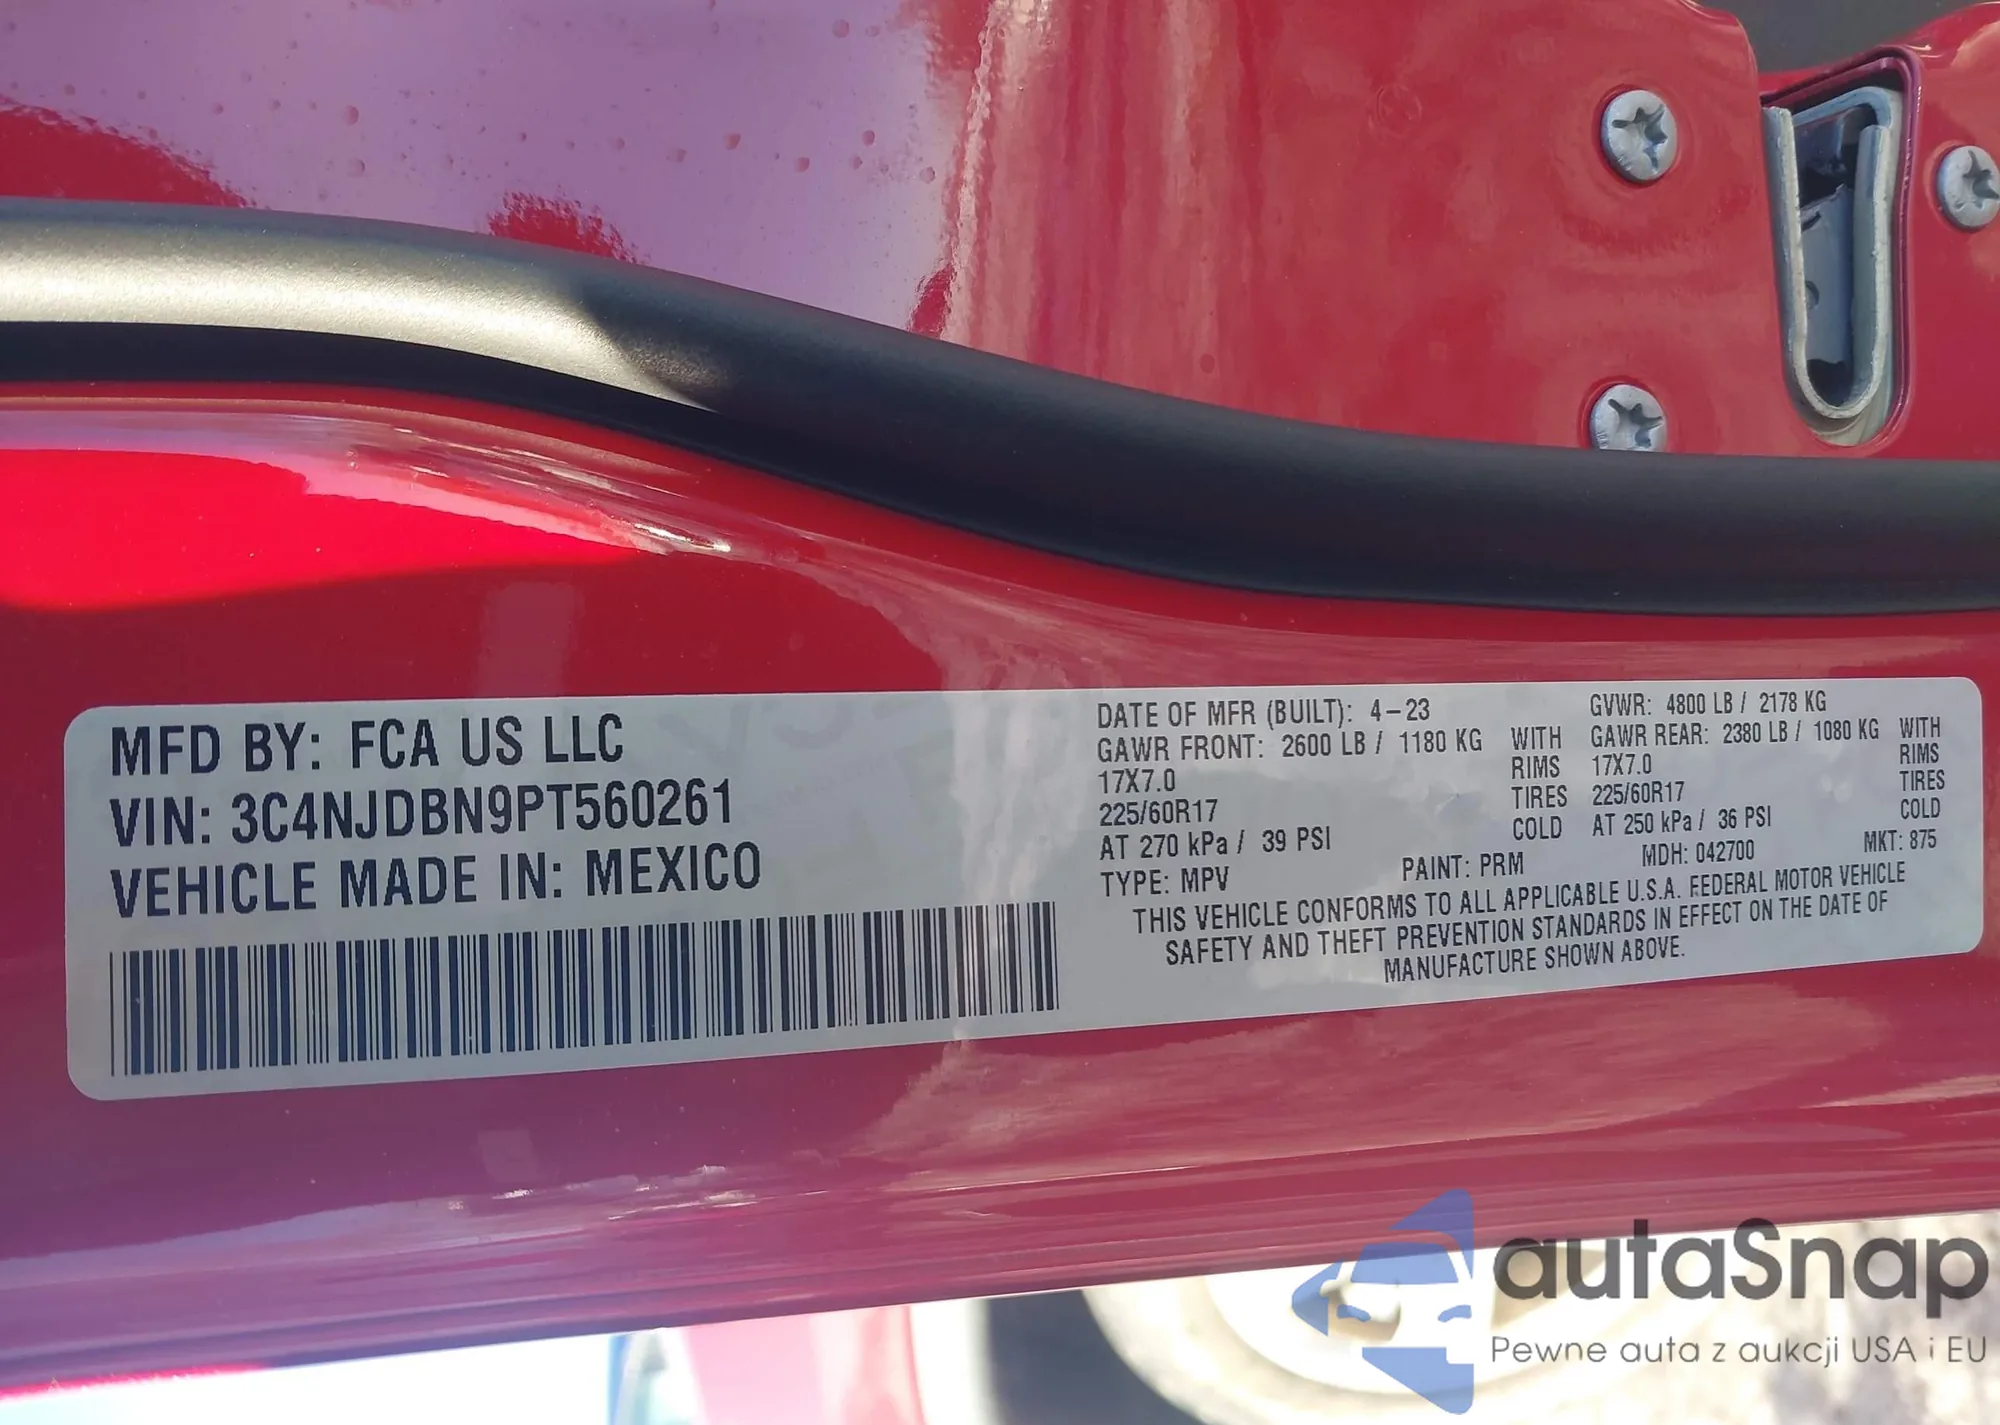 MFD BY: FCA US LLC
VIN: 3C4NJDBN9PT560261
VEHICLE MADE IN: MEXICO
DATE OF MFR (BUILT): 4-23 GVWR: 4800 LB / 2178 KG
GAWR FRONT: 2600 LB / 1180 KG WITH GAWR REAR: 2380 LB / 1080 KG WITH
17X7.0 RIMS 17X7.0 RIMS
225/60R17 TIRES 225/60R17 TIRES
AT 270 kPa / 39 PSI COLD AT 250 kPa / 36 PSI COLD
TYPE: MPV PAINT: PRM MDH: 042700 MKT: 875
THIS VEHICLE CONFORMS TO ALL APPLICABLE U.S.A. FEDERAL MOTOR VEHICLE
SAFETY AND THEFT PREVENTION STANDARDS IN EFFECT ON THE DATE OF
MANUFACTURE SHOWN ABOVE.
autaSnap
Pewne auta z aukcji USA i EU